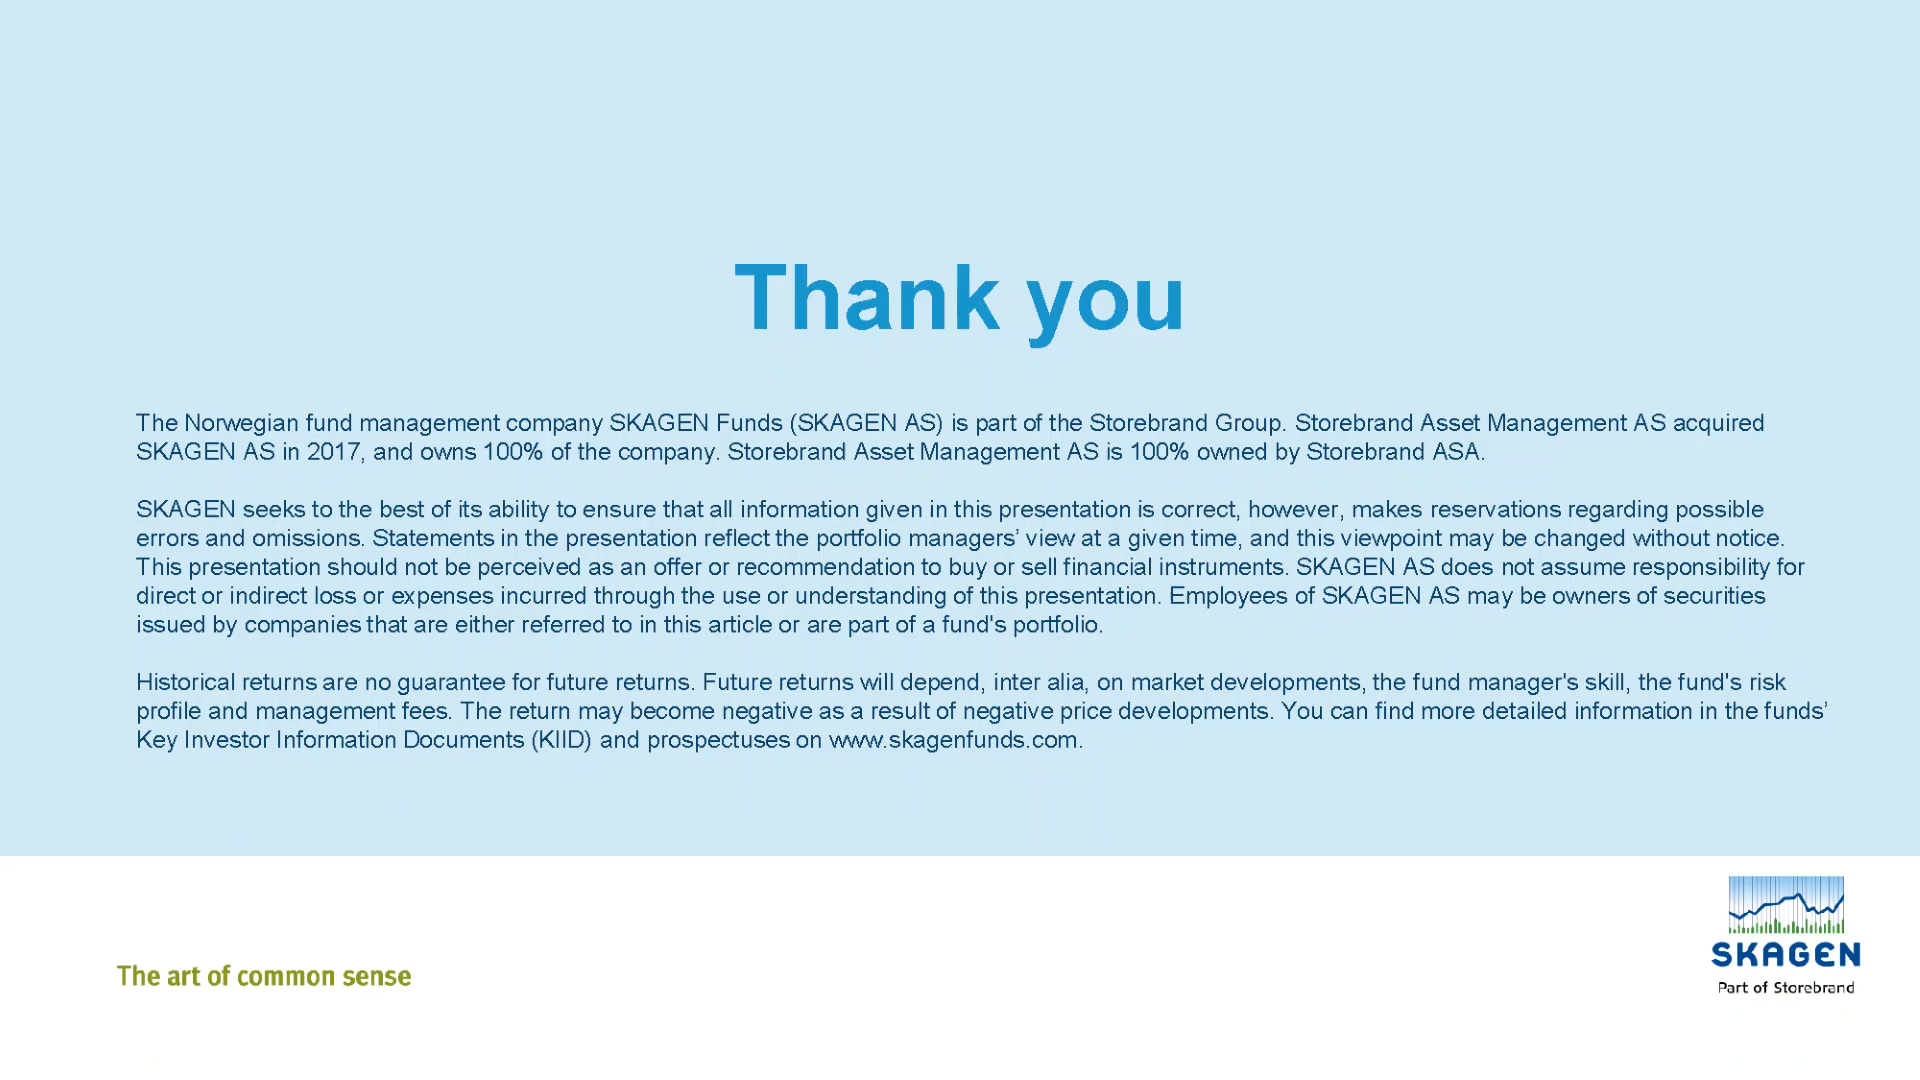 Thank you
The Norwegian fund management company SKAGEN Funds (SKAGEN AS) is part of the Storebrand Group. Storebrand Asset Management AS acquired
SKAGEN AS in 2017, and owns 100% of the company. Storebrand Asset Management AS is 100% owned by Storebrand ASA.
SKAGEN seeks to the best of its ability to ensure that all information given in this presentation is correct, however, makes reservations regarding possible
errors and omissions. Statements in the presentation reflect the portfolio managers’ view at a given time, and this viewpoint may be changed without notice.
This presentation should not be perceived as an offer or recommendation to buy or sell financial instruments. SKAGEN AS does not assume responsibility for
direct or indirect loss or expenses incurred through the use or understanding of this presentation. Employees of SKAGEN AS may be owners of securities
issued by companies that are either referred to in this article or are part of a fund's portfolio.
Historical returns are no guarantee for future returns. Future returns will depend, inter alia, on market developments, the fund manager's skill, the fund's risk
profile and management fees. The return may become negative as a result of negative price developments. You can find more detailed information in the funds’
Key Investor Information Documents (KIID) and prospectuses on www.skagenfunds.com.
The art of common sense
SKAGEN
Part of Storebrand